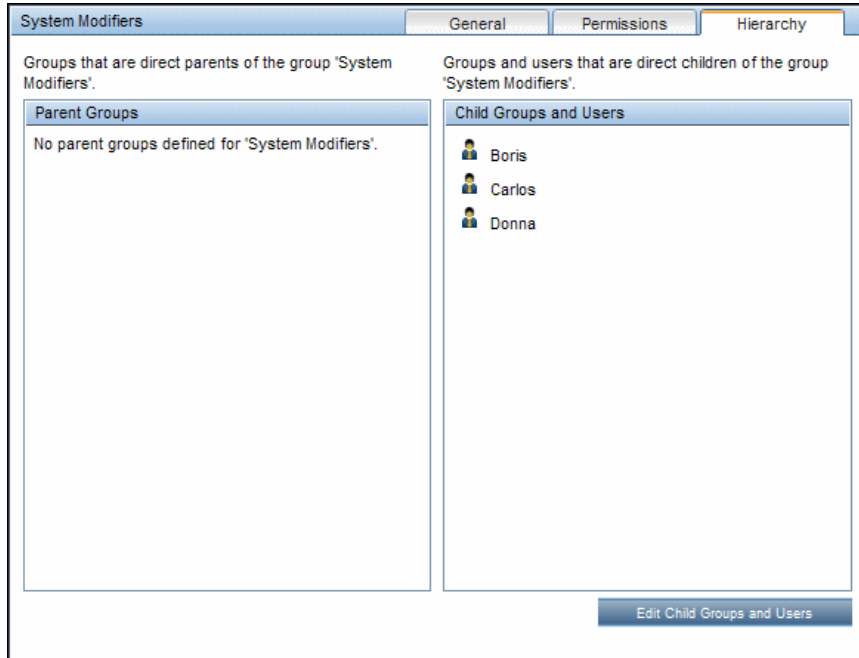 System Modifiers
General
Permissions
Hierarchy
Groups that are direct parents of the group 'System
Modifiers'.
Parent Groups
No parent groups defined for 'System Modifiers'.
Groups and users that are direct children of the group
'System Modifiers'.
Child Groups and Users
Boris
Carlos
Donna
Edit Child Groups and Users